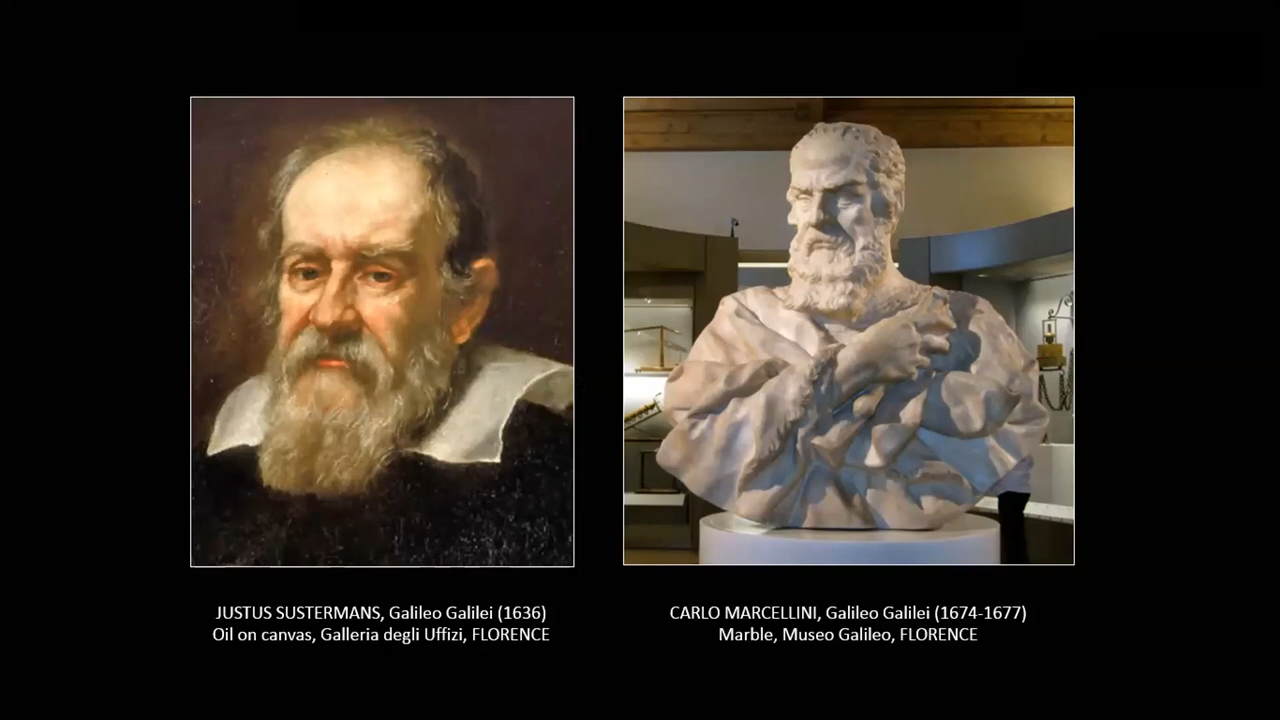 JUSTUS SUSTERMANS, Galileo Galilei (1636)
Oil on canvas, Galleria degli Uffizi, FLORENCE
CARLO MARCELLINI, Galileo Galilei (1674-1677)
Marble, Museo Galileo, FLORENCE